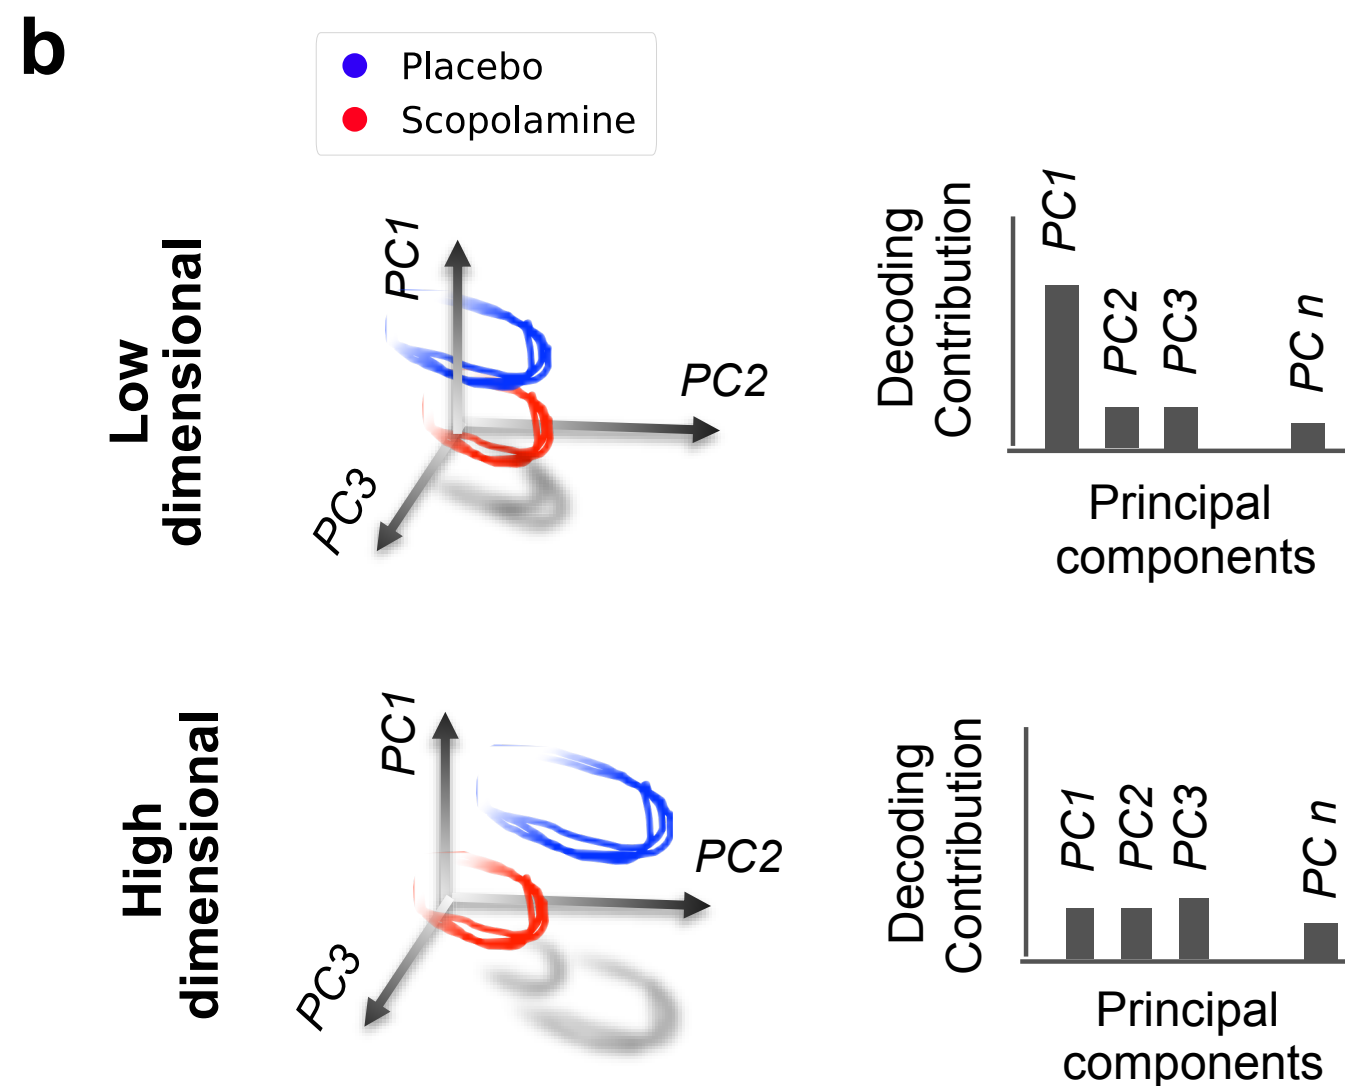 b
Placebo
Scopolamine
Low
dimensional
PC1
PC2
PC3
Decoding
Contribution
PC1
PC2
PC3
PC n
Principal
components
High
dimensional
PC1
PC2
PC3
Decoding
Contribution
PC1
PC2
PC3
PC n
Principal
components